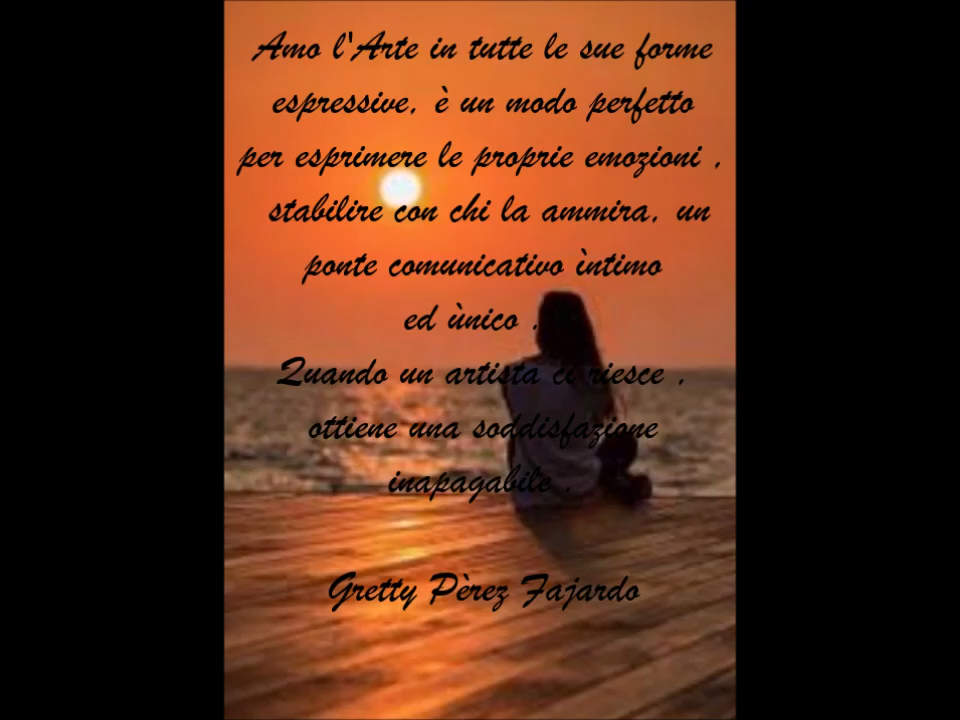 Amo l'Arte in tutte le sue forme
espressive, è un modo perfetto
per esprimere le proprie emozioni ,
stabilire con chi la ammira, un
ponte comunicativo ìntimo
ed ùnico .
Quando un artista ci riesce ,
ottiene una soddisfazione
inapagabile .
Gretty Pèrez Fajardo